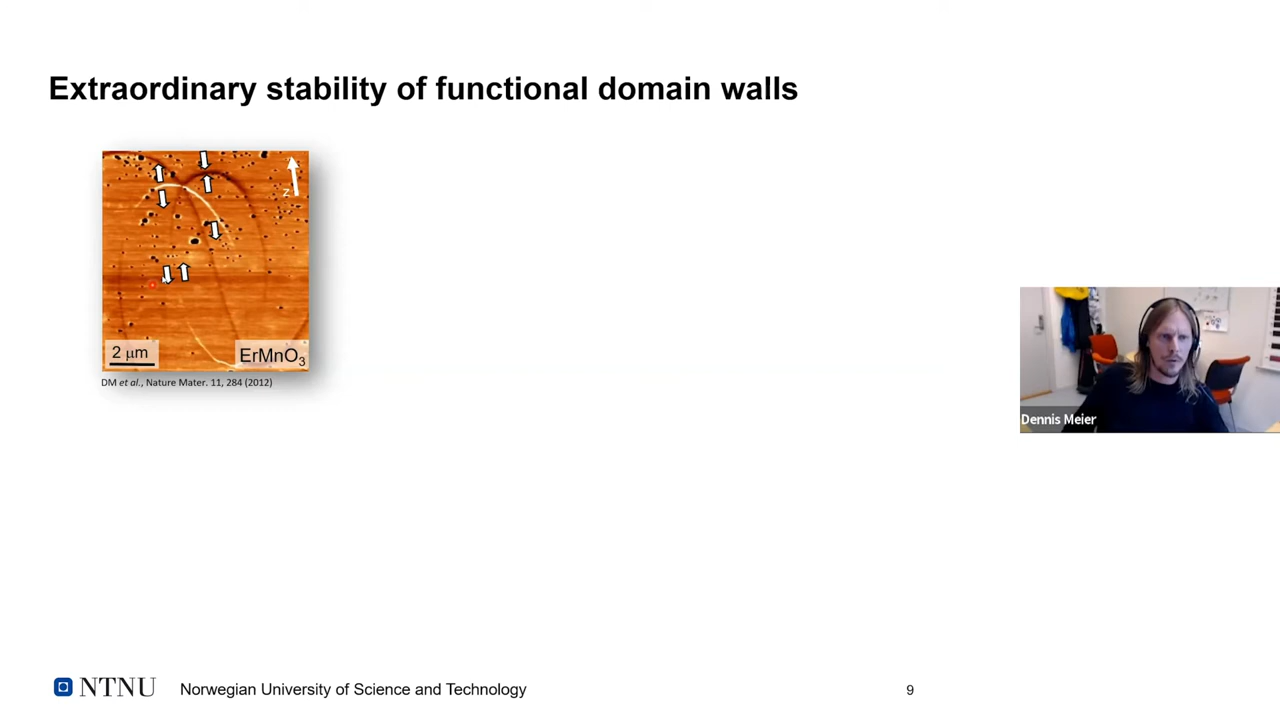 Extraordinary stability of functional domain walls
z
2 μm
ErMnO3
DM et al., Nature Mater. 11, 284 (2012)
Dennis Meier
NTNU
Norwegian University of Science and Technology
9